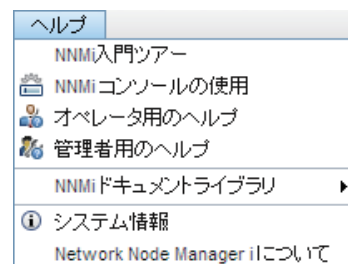 ヘルプ
NNMi入門ツアー
NNMiコンソールの使用
オペレータ用のヘルプ
管理者用のヘルプ
NNMiドキュメントライブラリ
システム情報
Network Node Manager iについて